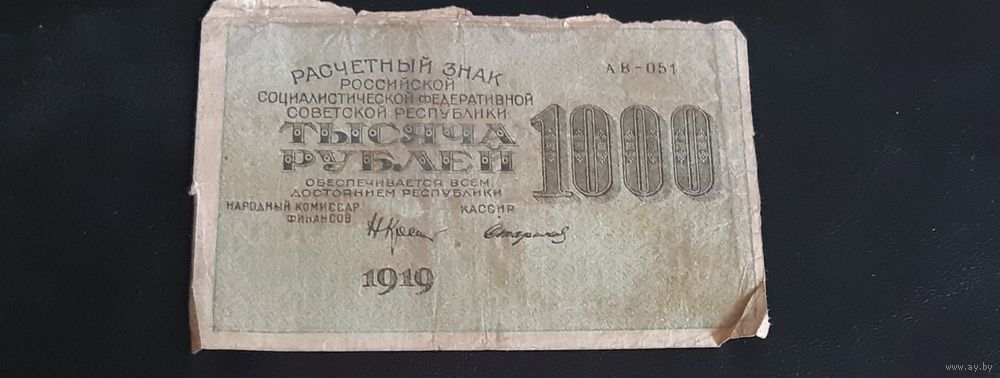 РАСЧЕТНЫЙ ЗНАК
РОССИЙСКОЙ
СОЦИАЛИСТИЧЕСКОЙ ФЕДЕРАТИВНОЙ
СОВЕТСКОЙ РЕСПУБЛИКИ
ТЫСЯЧА
РУБЛЕЙ
ОБЕСПЕЧИВАЕТСЯ ВСЕМ
ДОСТОЯНИЕМ РЕСПУБЛИКИ
НАРОДНЫЙ КОМИССАР
ФИНАНСОВ
КАССИР
1919
АВ-051
1000
www.ay.by